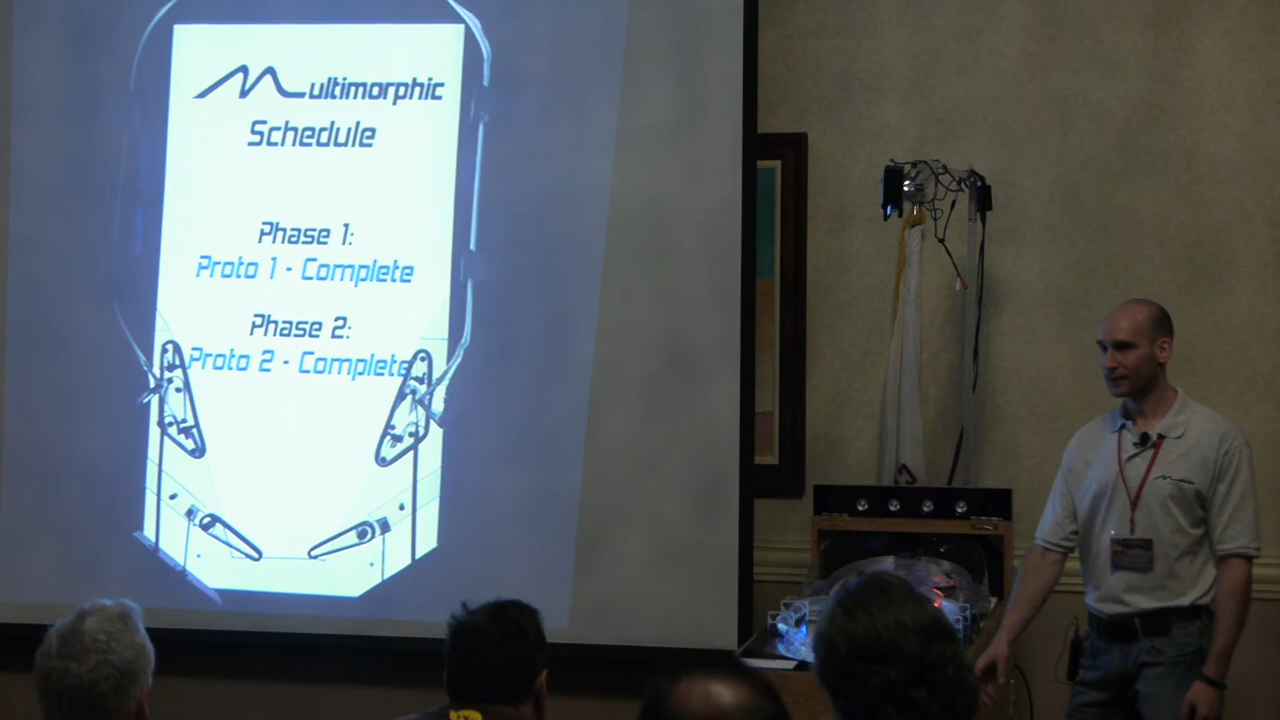 Multimorphic
Schedule
Phase 1:
Proto 1 - Complete
Phase 2:
Proto 2 - Complete